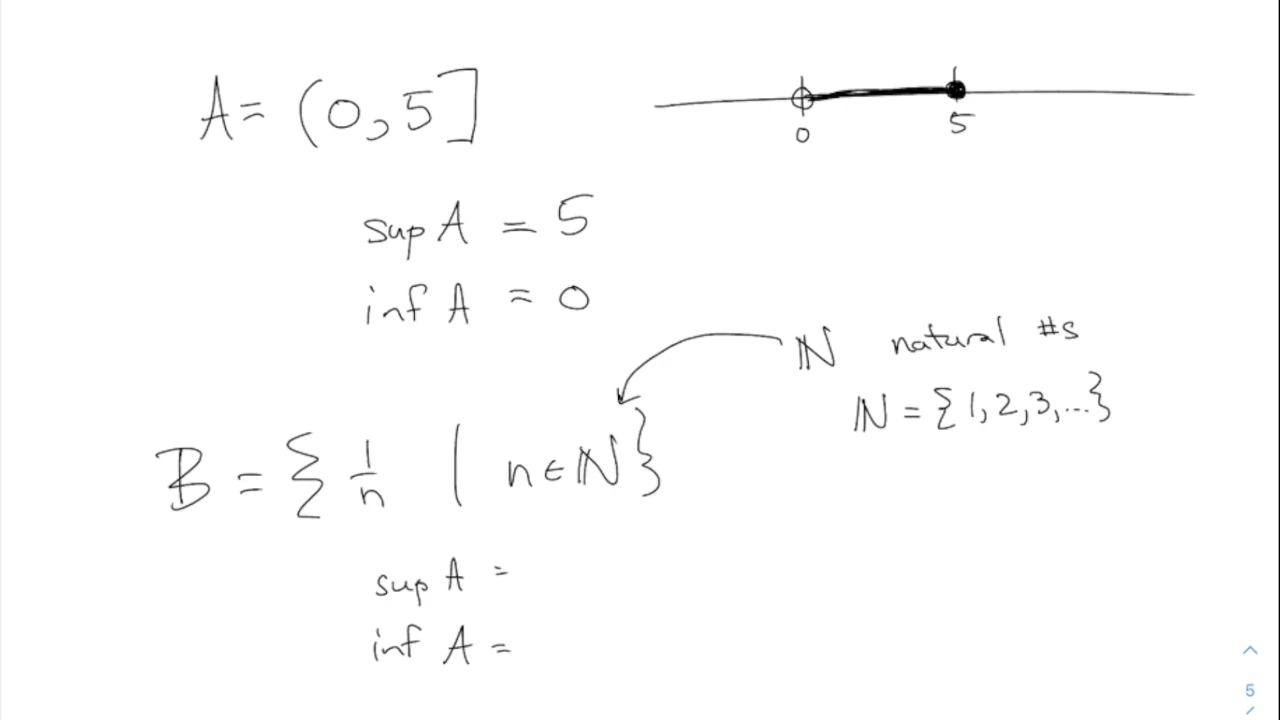 A = (0, 5]
0 5
sup A = 5
inf A = 0
ℕ natural #s
ℕ = {1, 2, 3, ...}
B = { 1/n | n ∈ ℕ }
sup A =
inf A =
5